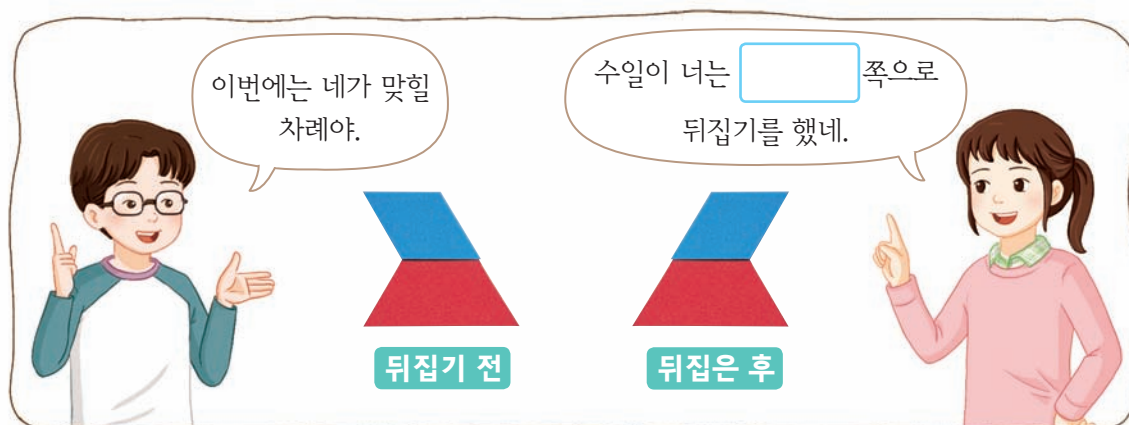 이번에는 네가 맞힐
차례야.
수일이 너는 쪽으로
뒤집기를 했네.
뒤집기 전
뒤집은 후